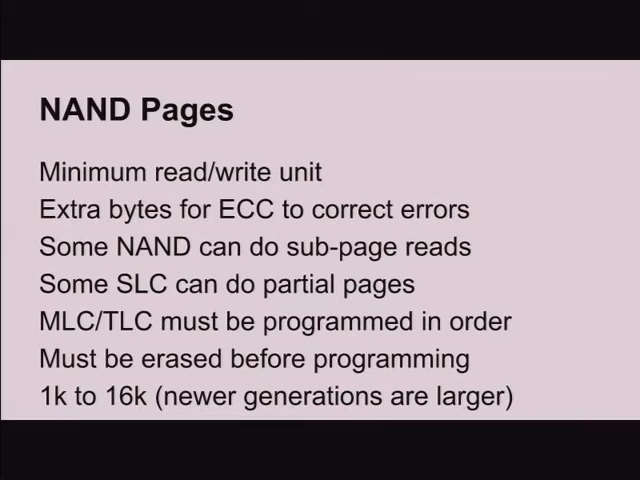 NAND Pages
Minimum read/write unit
Extra bytes for ECC to correct errors
Some NAND can do sub-page reads
Some SLC can do partial pages
MLC/TLC must be programmed in order
Must be erased before programming
1k to 16k (newer generations are larger)